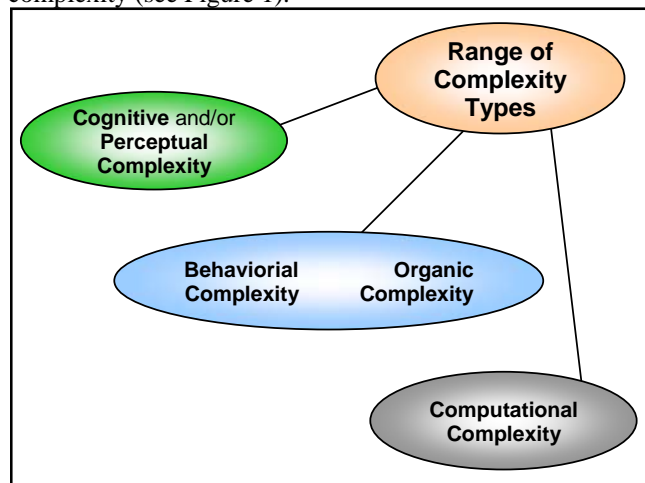 complexity (see Figure 1).
Range of
Complexity
Types
Cognitive and/or
Perceptual
Complexity
Behaviorial
Complexity
Organic
Complexity
Computational
Complexity